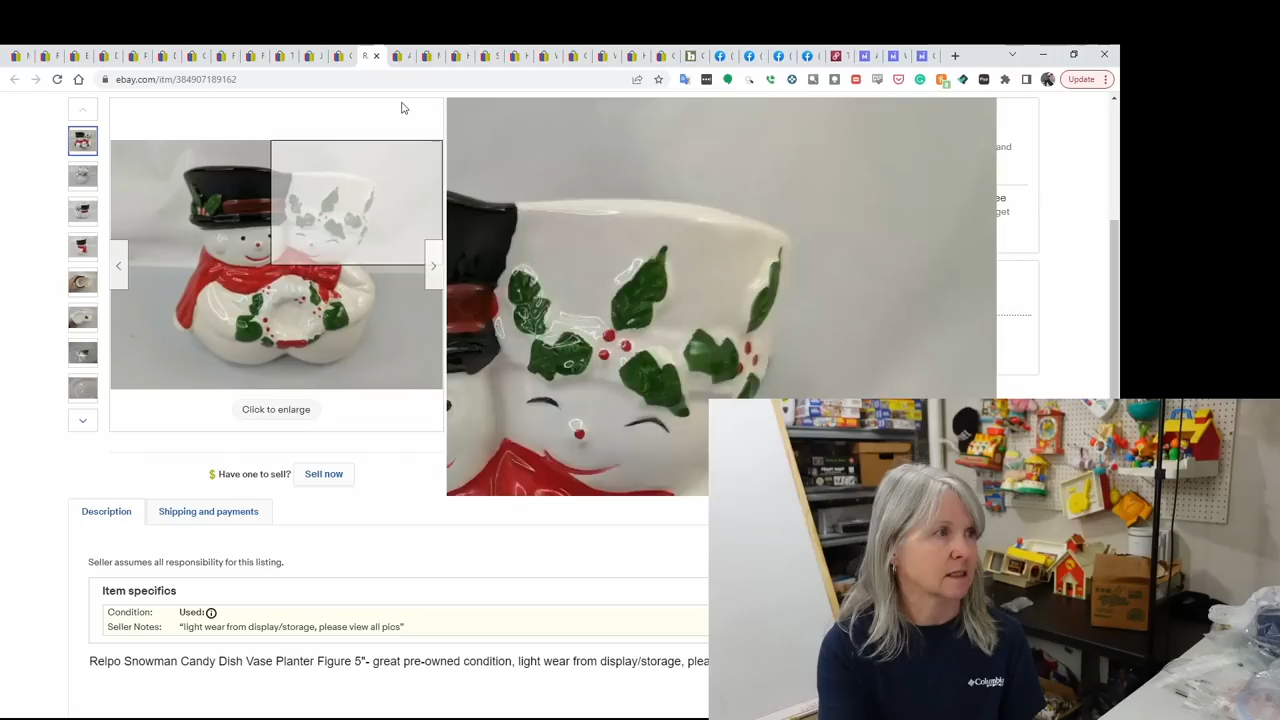 ebay.com/itm/384907189162
Update
and
ee
get
Click to enlarge
Have one to sell? Sell now
Description Shipping and payments
Seller assumes all responsibility for this listing.
Item specifics
Condition: Used:
Seller Notes: “light wear from display/storage, please view all pics”
Relpo Snowman Candy Dish Vase Planter Figure 5"- great pre-owned condition, light wear from display/storage, plea
Columbia